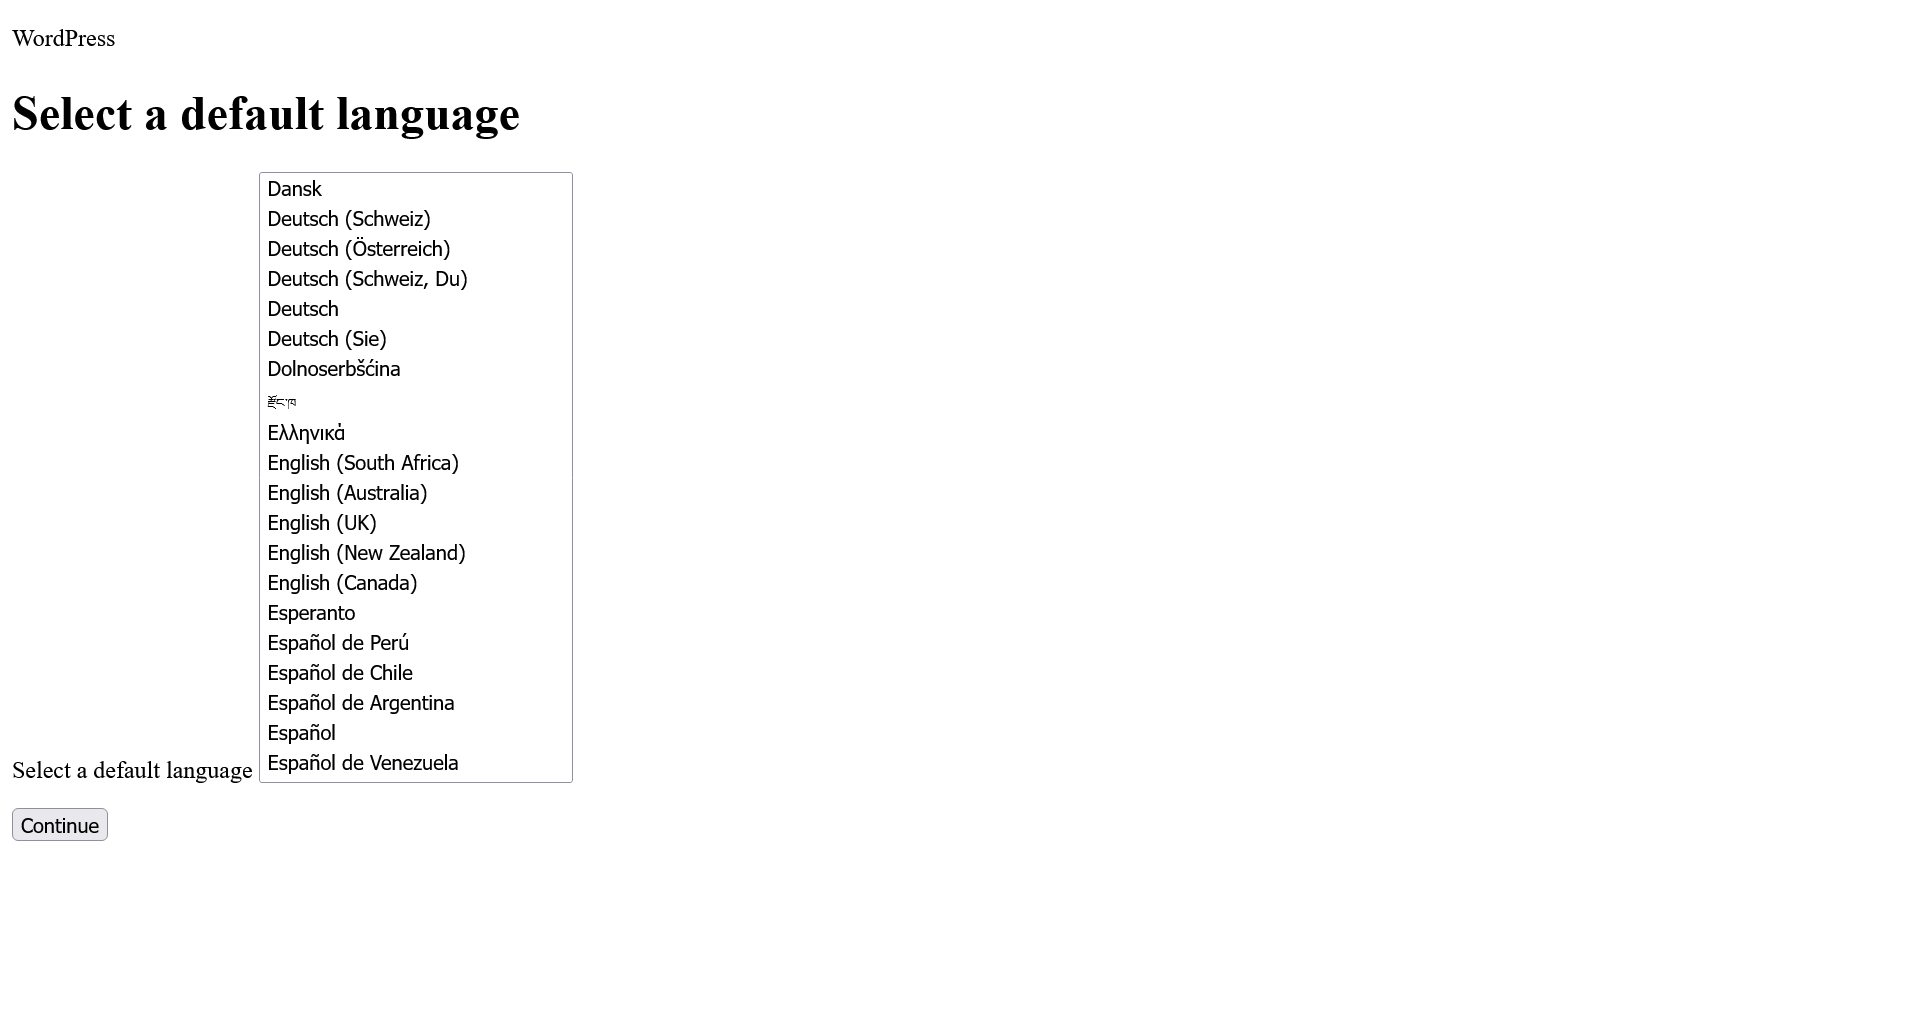 WordPress
Select a default language
Dansk
Deutsch (Schweiz)
Deutsch (Österreich)
Deutsch (Schweiz, Du)
Deutsch
Deutsch (Sie)
Dolnoserbšćina
རྫོང་ཁ
Ελληνικά
English (South Africa)
English (Australia)
English (UK)
English (New Zealand)
English (Canada)
Esperanto
Español de Perú
Español de Chile
Español de Argentina
Español
Español de Venezuela
Select a default language
Continue